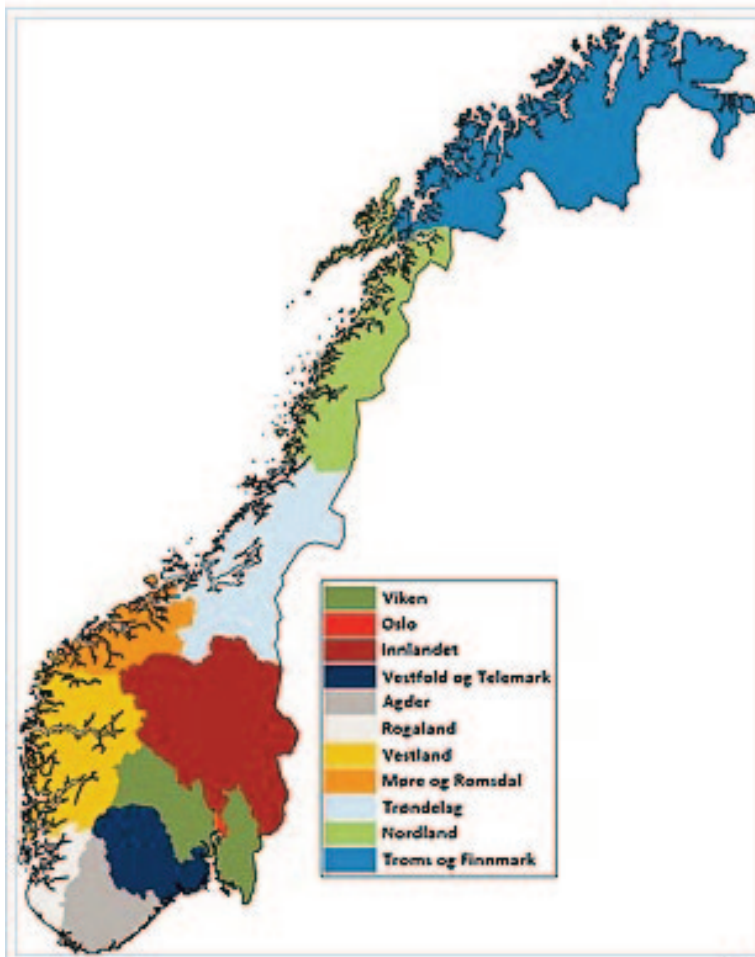 Viken
Oslo
Innlandet
Vestfold og Telemark
Agder
Rogaland
Vestland
Møre og Romsdal
Trøndelag
Nordland
Troms og Finnmark